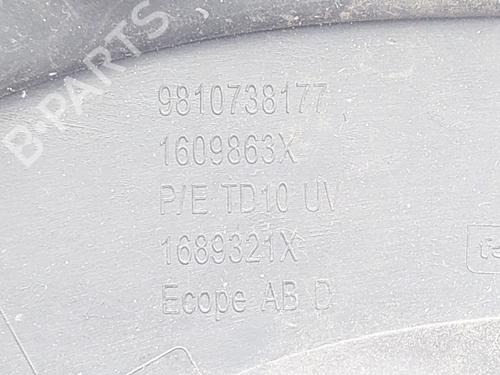 B-PARTS
9810738177
1609863X
P/E TD10 UV
1689321X
Ecope AB D